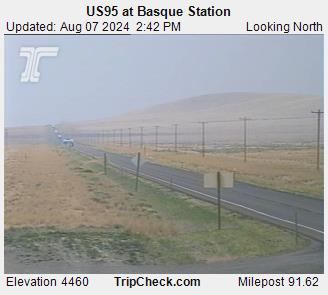 US95 at Basque Station
Updated: Aug 07 2024 2:42 PM Looking North
Elevation 4460 TripCheck.com Milepost 91.62